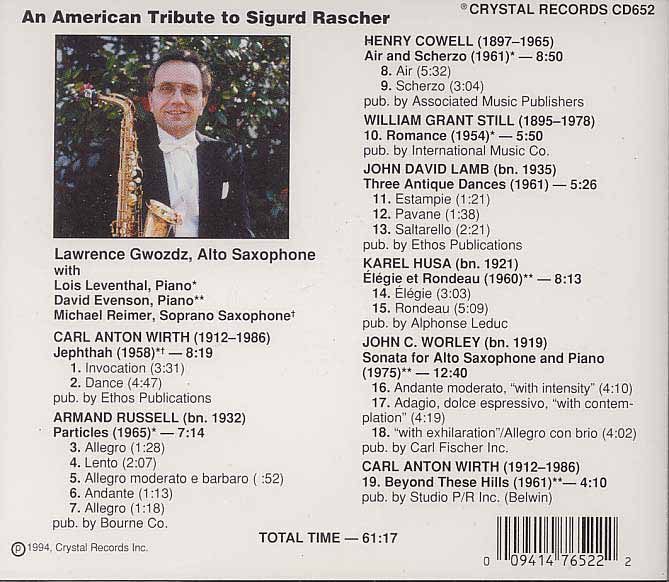 An American Tribute to Sigurd Rascher
® CRYSTAL RECORDS CD652
Lawrence Gwozdz, Alto Saxophone
with
Lois Leventhal, Piano*
David Evenson, Piano**
Michael Reimer, Soprano Saxophone†
CARL ANTON WIRTH (1912–1986)
Jephthah (1958)*† — 8:19
1. Invocation (3:31)
2. Dance (4:47)
pub. by Ethos Publications
ARMAND RUSSELL (bn. 1932)
Particles (1965)* — 7:14
3. Allegro (1:28)
4. Lento (2:07)
5. Allegro moderato e barbaro ( :52)
6. Andante (1:13)
7. Allegro (1:18)
pub. by Bourne Co.
HENRY COWELL (1897–1965)
Air and Scherzo (1961)* — 8:50
8. Air (5:32)
9. Scherzo (3:04)
pub. by Associated Music Publishers
WILLIAM GRANT STILL (1895–1978)
10. Romance (1954)* — 5:50
pub. by International Music Co.
JOHN DAVID LAMB (bn. 1935)
Three Antique Dances (1961) — 5:26
11. Estampie (1:21)
12. Pavane (1:38)
13. Saltarello (2:21)
pub. by Ethos Publications
KAREL HUSA (bn. 1921)
Élégie et Rondeau (1960)** — 8:13
14. Élégie (3:03)
15. Rondeau (5:09)
pub. by Alphonse Leduc
JOHN C. WORLEY (bn. 1919)
Sonata for Alto Saxophone and Piano
(1975)** — 12:40
16. Andante moderato, “with intensity” (4:10)
17. Adagio, dolce espressivo, “with contem-
plation” (4:19)
18. “with exhilaration”/Allegro con brio (4:02)
pub. by Carl Fischer Inc.
CARL ANTON WIRTH (1912–1986)
19. Beyond These Hills (1961)**— 4:10
pub. by Studio P/R Inc. (Belwin)
TOTAL TIME — 61:17
℗ 1994, Crystal Records Inc.
0 09414 76522 2